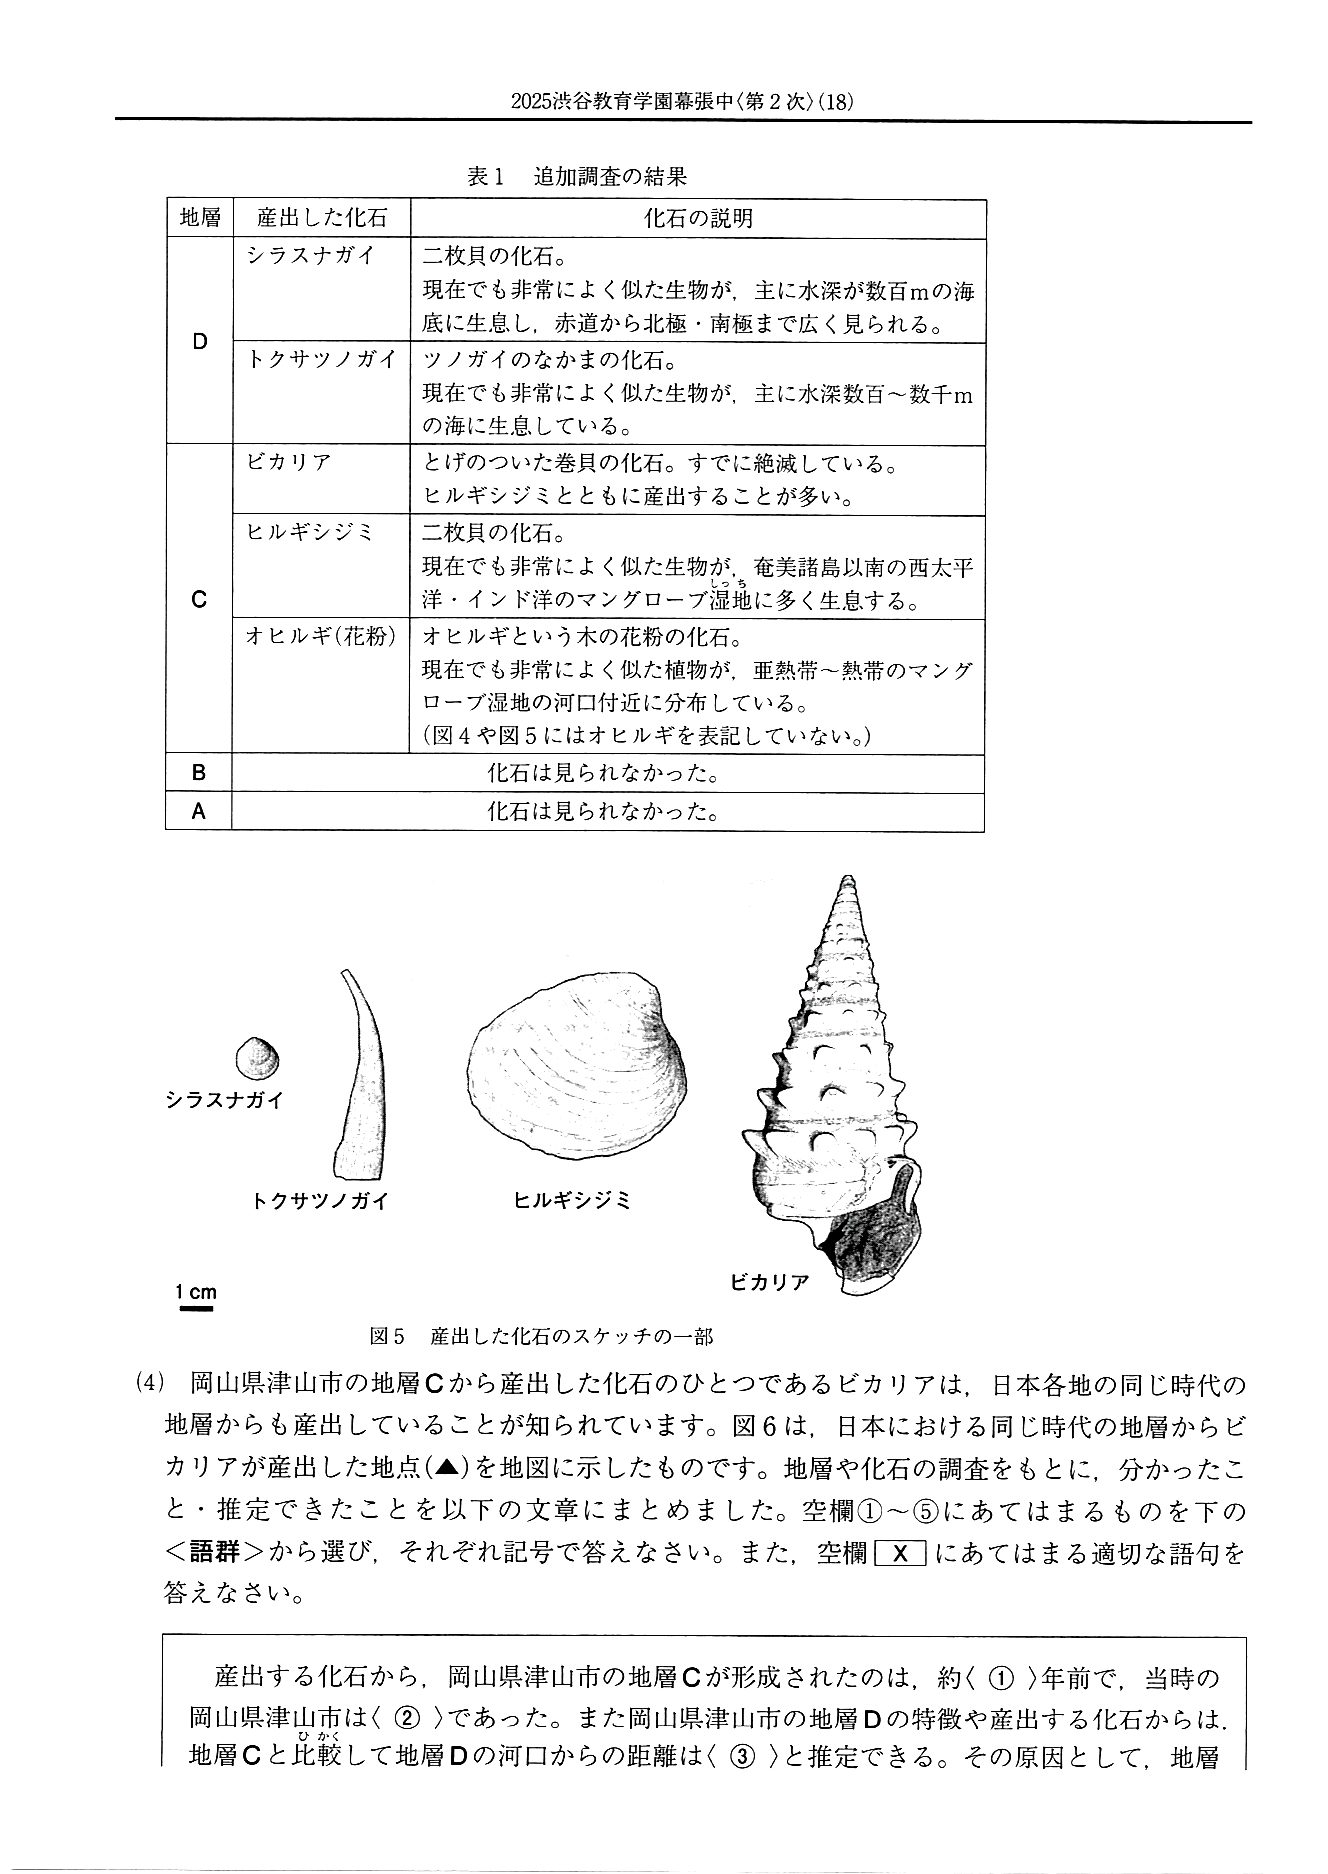 2025渋谷教育学園幕張中〈第2次〉(18)
表1 追加調査の結果
地層 産出した化石 化石の説明
D
シラスナガイ 二枚貝の化石。
現在でも非常によく似た生物が，主に水深が数百mの海
底に生息し，赤道から北極・南極まで広く見られる。
トクサツノガイ ツノガイのなかまの化石。
現在でも非常によく似た生物が，主に水深数百～数千m
の海に生息している。
C
ビカリア とげのついた巻貝の化石。すでに絶滅している。
ヒルギシジミとともに産出することが多い。
ヒルギシジミ 二枚貝の化石。
現在でも非常によく似た生物が，奄美諸島以南の西太平
しっち
洋・インド洋のマングローブ湿地に多く生息する。
オヒルギ(花粉) オヒルギという木の花粉の化石。
現在でも非常によく似た植物が，亜熱帯～熱帯のマング
ローブ湿地の河口付近に分布している。
(図4や図5にはオヒルギを表記していない。)
B 化石は見られなかった。
A 化石は見られなかった。
シラスナガイ
トクサツノガイ
ヒルギシジミ
ビカリア
1 cm
図5 産出した化石のスケッチの一部
(4) 岡山県津山市の地層Cから産出した化石のひとつであるビカリアは，日本各地の同じ時代の
地層からも産出していることが知られています。図6は，日本における同じ時代の地層からビ
カリアが産出した地点(▲)を地図に示したものです。地層や化石の調査をもとに，分かったこ
と・推定できたことを以下の文章にまとめました。空欄①～⑤にあてはまるものを下の
＜語群＞から選び，それぞれ記号で答えなさい。また，空欄 X にあてはまる適切な語句を
答えなさい。
産出する化石から，岡山県津山市の地層Cが形成されたのは，約〈 ① 〉年前で，当時の
岡山県津山市は〈 ② 〉であった。また岡山県津山市の地層Dの特徴や産出する化石からは，
ひかく
地層Cと比較して地層Dの河口からの距離は〈 ③ 〉と推定できる。その原因として，地層